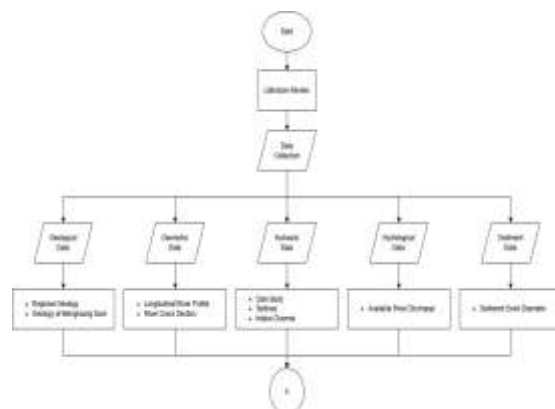 Start
Literature Review
Data
Collection
Geological
Data
Geometric
Data
Hydraulic
Data
Hydrological
Data
Sediment
Data
Regional Geology
Geology of Dam
Longitudinal River Profile
River Cross Section
Dam Body
Spillway
Intake Channel
Available River Discharge
Sediment Grain Diameter
A